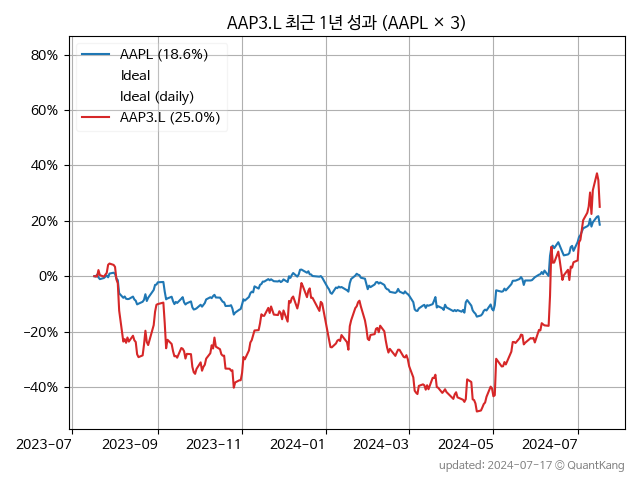 AAP3.L 최근 1년 성과 (AAPL × 3)
80%
60%
40%
20%
0%
−20%
−40%
AAPL (18.6%)
Ideal
Ideal (daily)
AAP3.L (25.0%)
2023-07 2023-09 2023-11 2024-01 2024-03 2024-05 2024-07
updated: 2024-07-17 © QuantKang